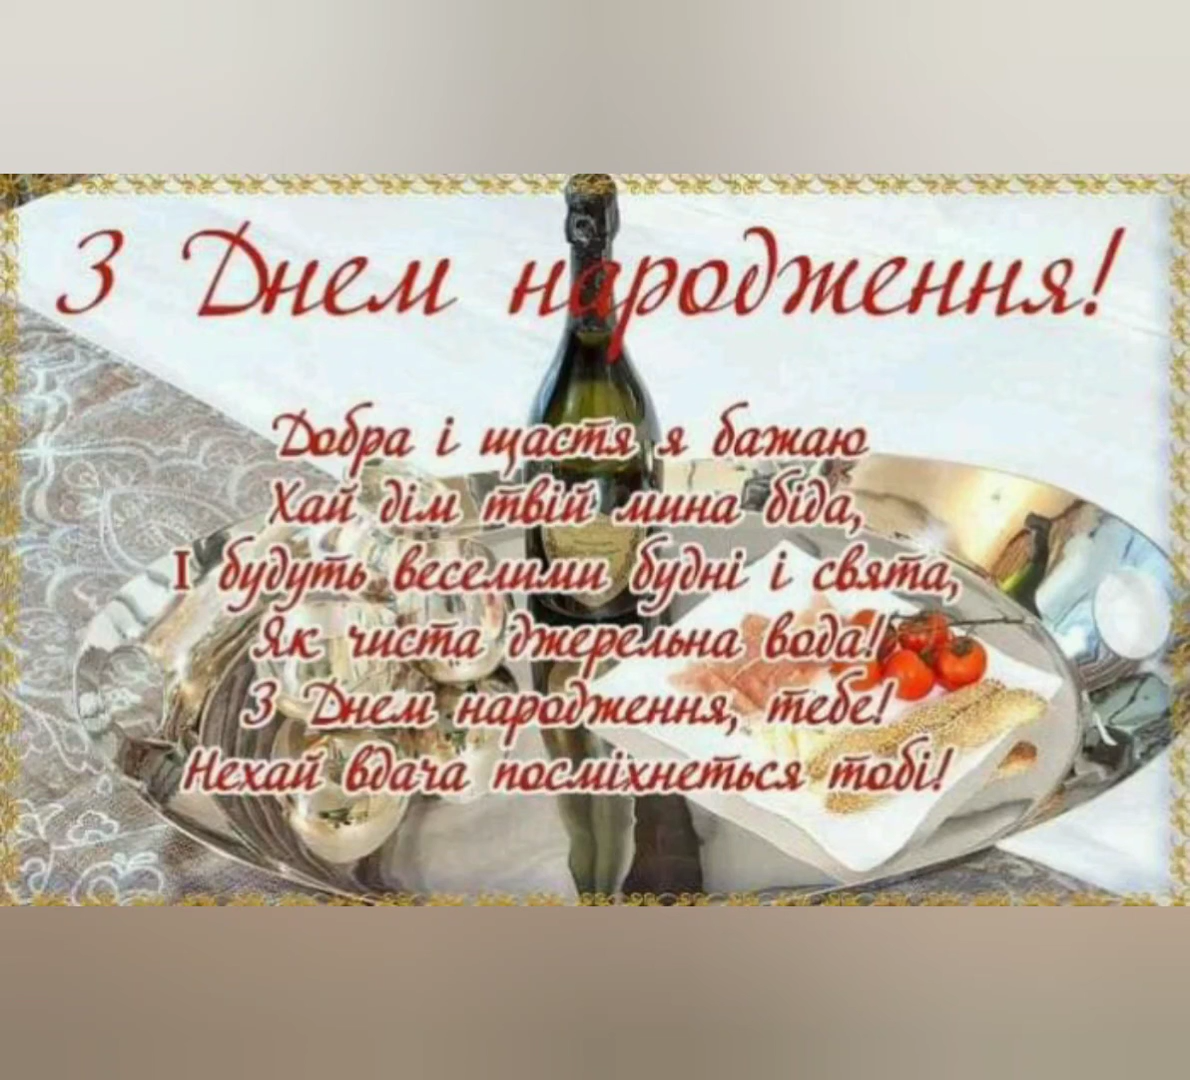 З Днем народження!
Добра і щастя я бажаю
Хай дім твій мина біда,
І будуть веселими будні і свята,
Як чиста джерельна вода!
З Днем народження, тебе!
Нехай вдача посміхнеться тобі!